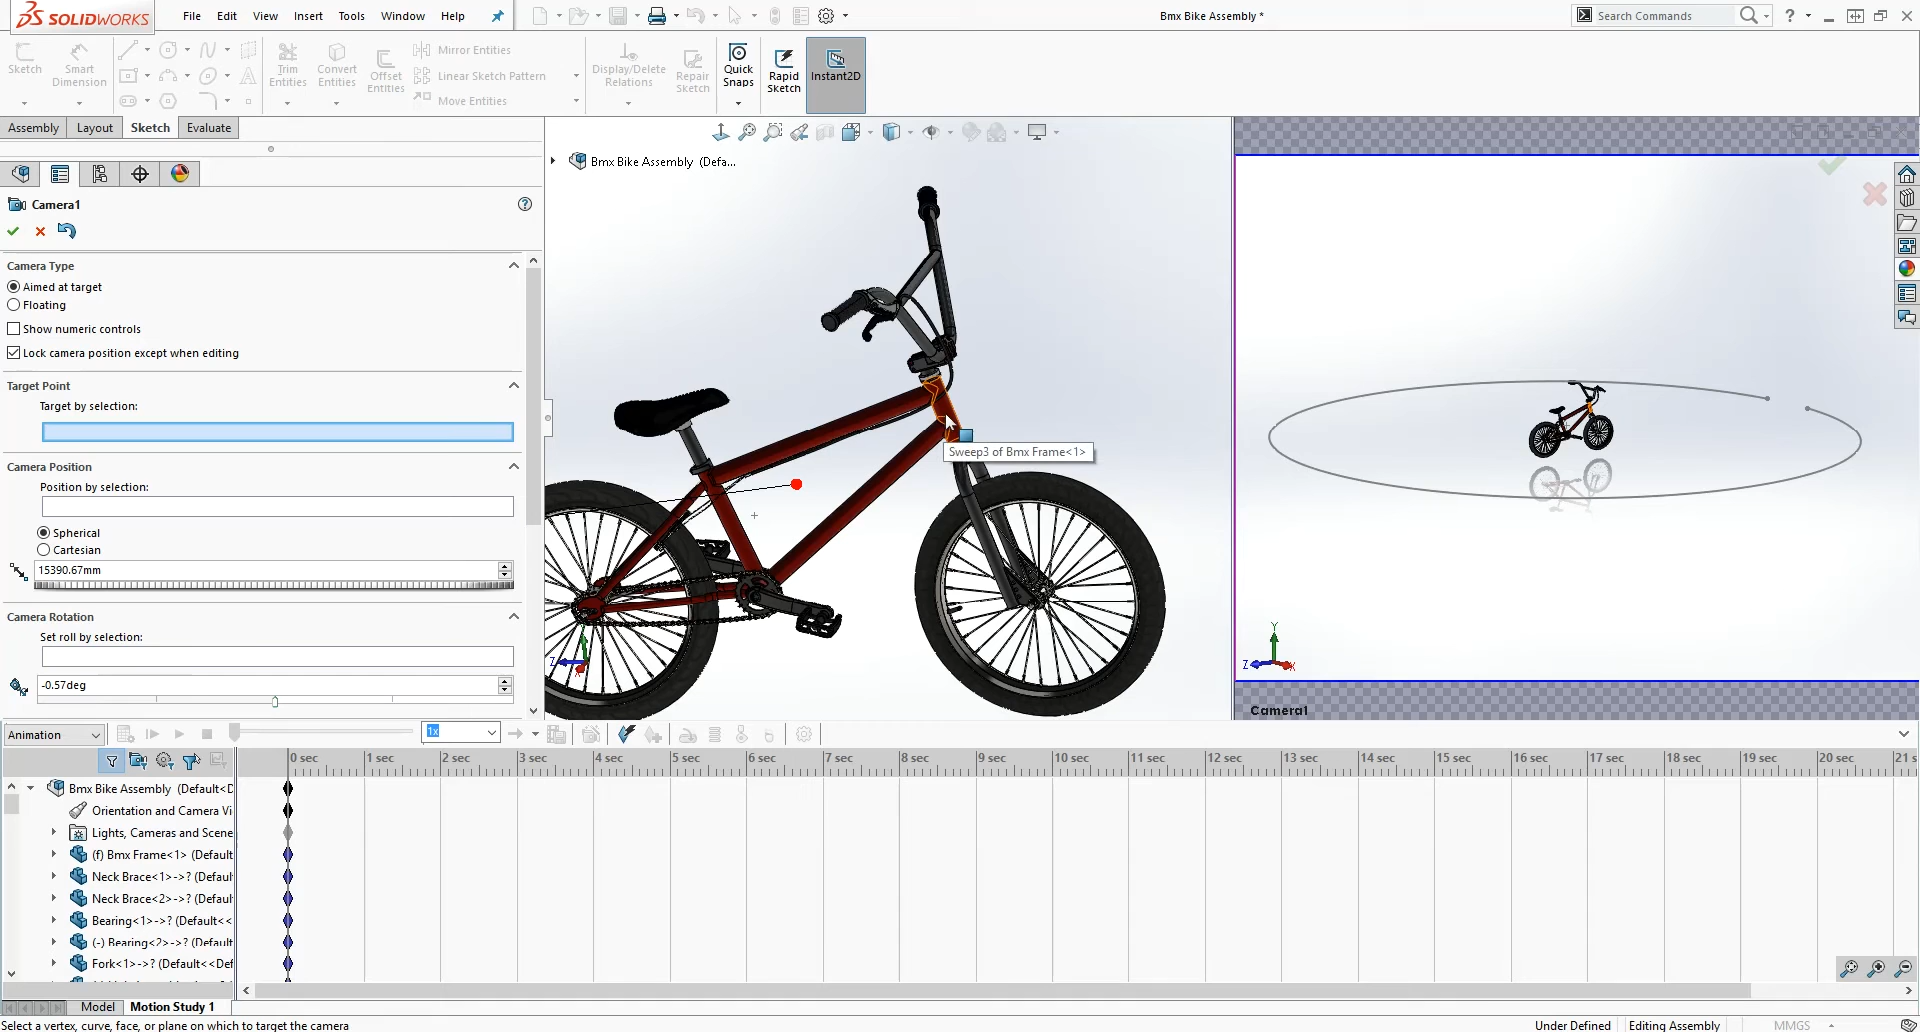 SOLIDWORKS File Edit View Insert Tools Window Help
Bmx Bike Assembly *
Search Commands
Sketch Smart Dimension Trim Entities Convert Entities Offset Entities
Mirror Entities
Linear Sketch Pattern
Move Entities
Display/Delete Relations Repair Sketch Quick Snaps Rapid Sketch Instant2D
Assembly Layout Sketch Evaluate
Bmx Bike Assembly (Defa...
Camera1
Camera Type
Aimed at target
Floating
Show numeric controls
Lock camera position except when editing
Target Point
Target by selection:
Camera Position
Position by selection:
Spherical
Cartesian
15390.67mm
Camera Rotation
Set roll by selection:
-0.57deg
Sweep3 of Bmx Frame<1>
Y
Z
X
Y
Z
X
Camera1
Animation
1x
0 sec 1 sec 2 sec 3 sec 4 sec 5 sec 6 sec 7 sec 8 sec 9 sec 10 sec 11 sec 12 sec 13 sec 14 sec 15 sec 16 sec 17 sec 18 sec 19 sec 20 sec 21 s
Bmx Bike Assembly (Default<D
Orientation and Camera Vi
Lights, Cameras and Scene
(f) Bmx Frame<1> (Default
Neck Brace<1>->? (Defaul
Neck Brace<2>->? (Defaul
Bearing<1>->? (Default<<
(-) Bearing<2>->? (Default
Fork<1>->? (Default<<Def
Model Motion Study 1
Select a vertex, curve, face, or plane on which to target the camera
Under Defined Editing Assembly MMGS